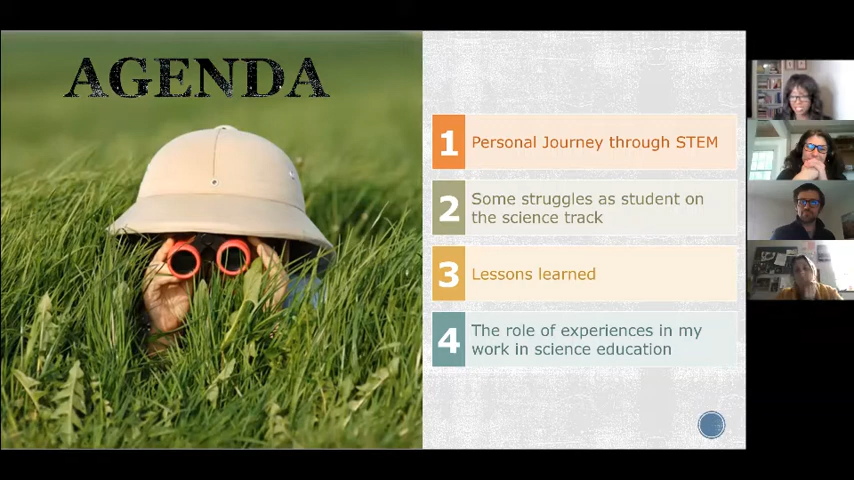 AGENDA
1 Personal Journey through STEM
2 Some struggles as student on
the science track
3 Lessons learned
4 The role of experiences in my
work in science education